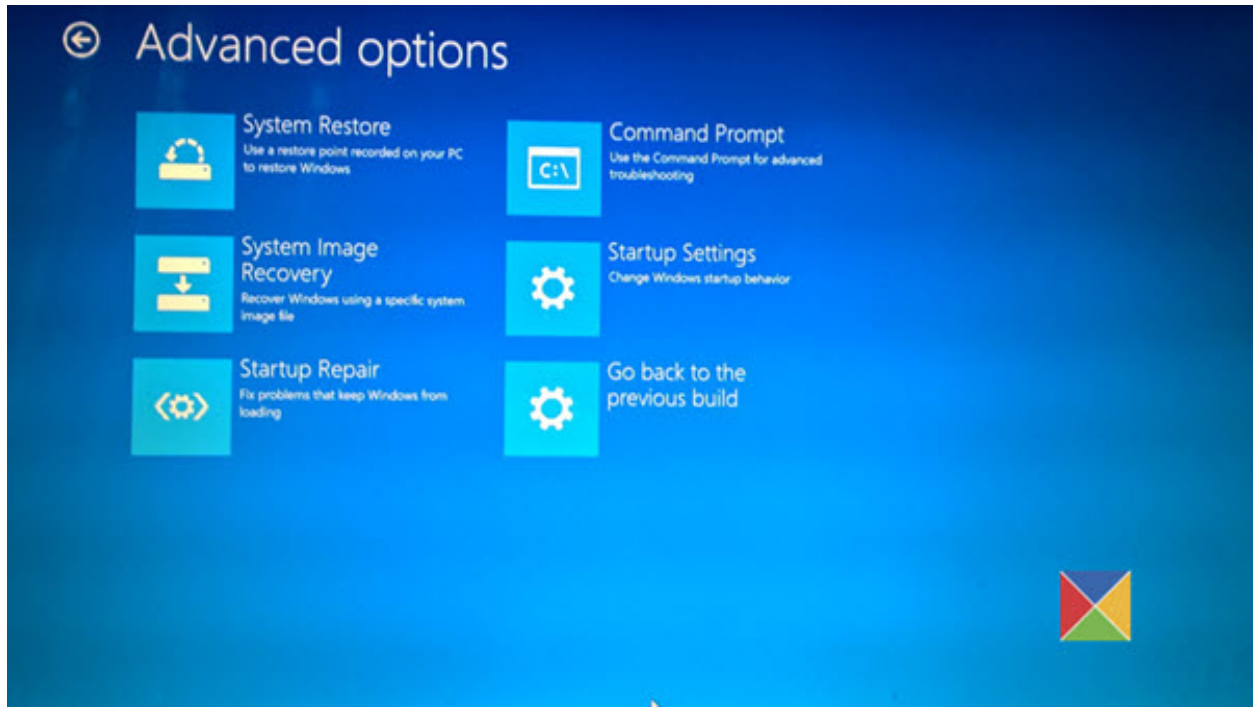 Advanced options
System Restore
Use a restore point recorded on your PC
to restore Windows
System Image
Recovery
Recover Windows using a specific system
image file
Startup Repair
Fix problems that keep Windows from
loading
Command Prompt
Use the Command Prompt for advanced
troubleshooting
C:\
Startup Settings
Change Windows startup behavior
Go back to the
previous build